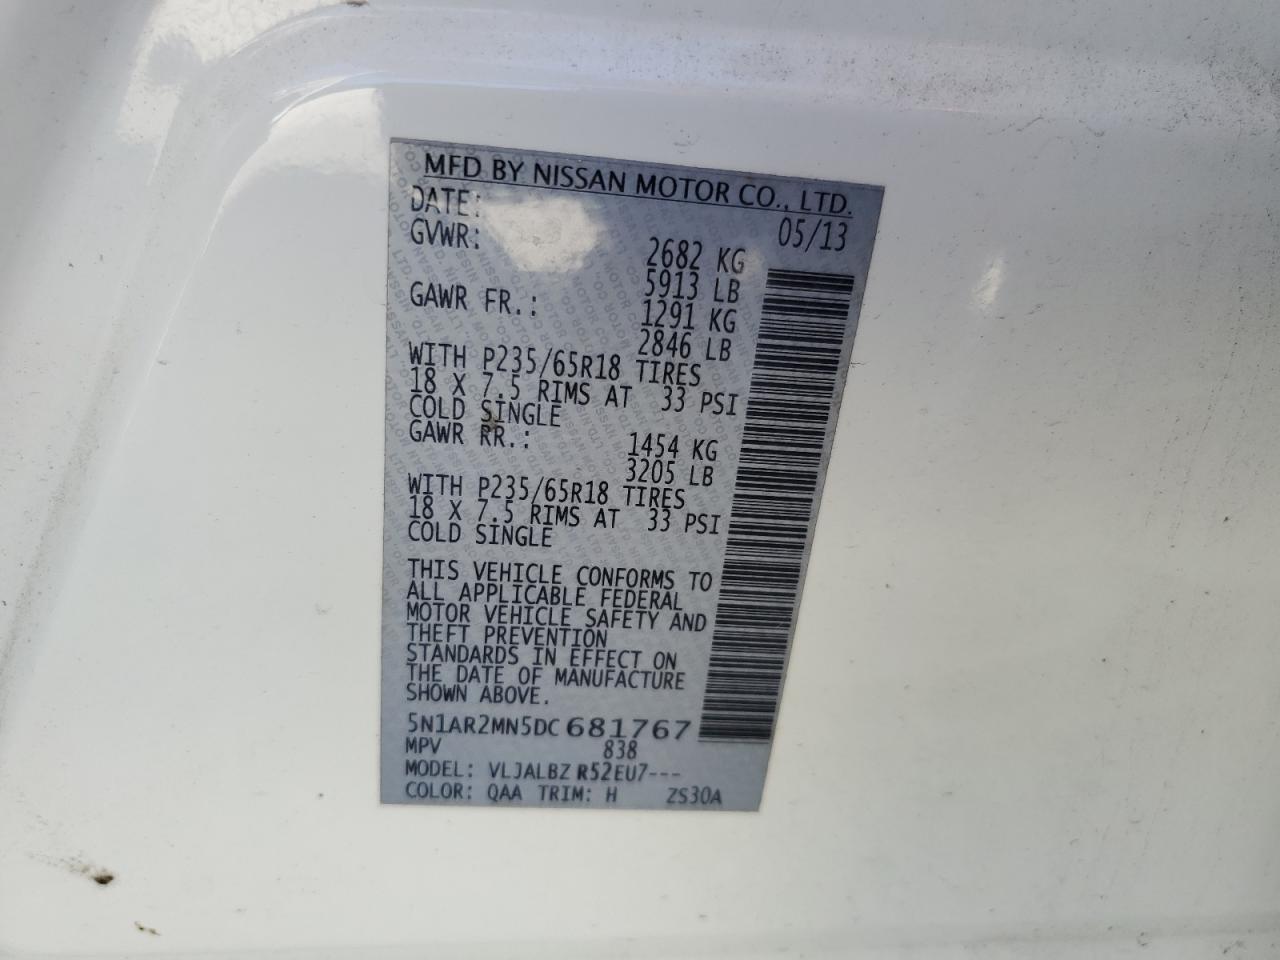 MFD BY NISSAN MOTOR CO., LTD.
DATE: 05/13
GVWR: 2682 KG
5913 LB
GAWR FR.: 1291 KG
2846 LB
WITH P235/65R18 TIRES
18 X 7.5 RIMS AT 33 PSI
COLD SINGLE
GAWR RR.: 1454 KG
3205 LB
WITH P235/65R18 TIRES
18 X 7.5 RIMS AT 33 PSI
COLD SINGLE
THIS VEHICLE CONFORMS TO
ALL APPLICABLE FEDERAL
MOTOR VEHICLE SAFETY AND
THEFT PREVENTION
STANDARDS IN EFFECT ON
THE DATE OF MANUFACTURE
SHOWN ABOVE.
5N1AR2MN5DC681767
MPV 838
MODEL: VLJALBZ R52EU7---
COLOR: QAA TRIM: H ZS30A